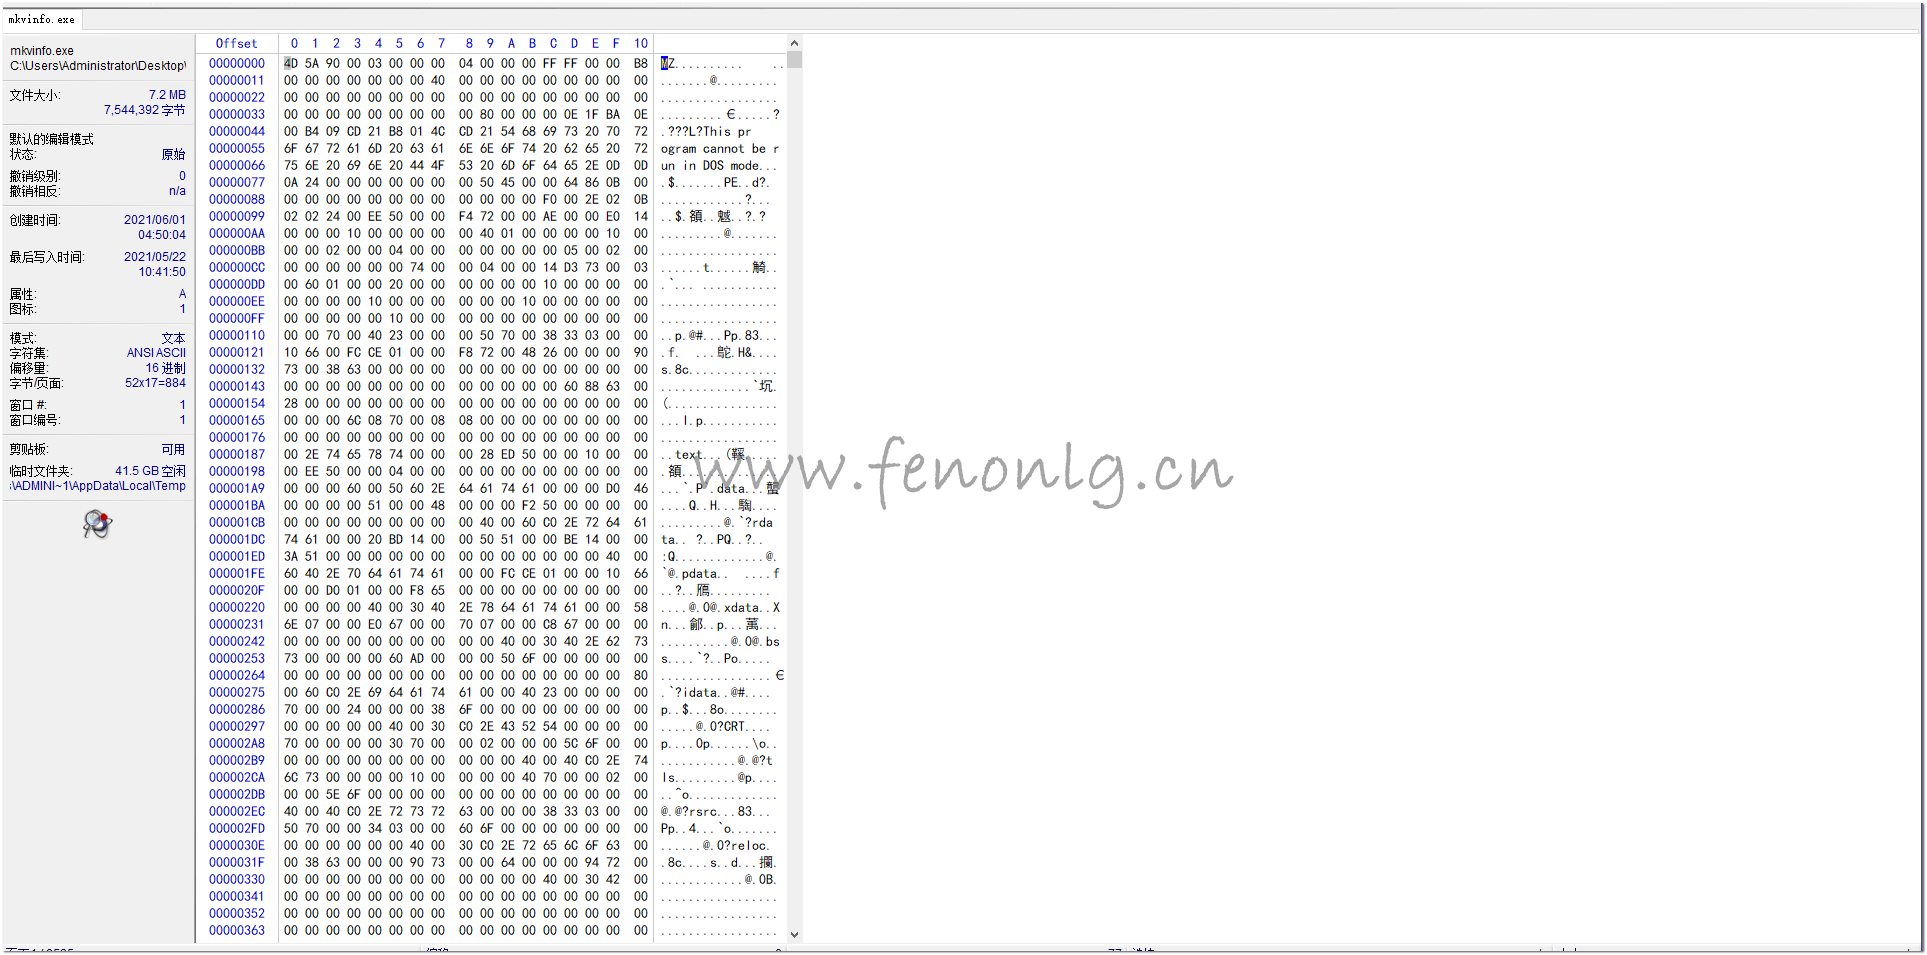 mkvinfo.exe
mkvinfo.exe
C:\Users\Administrator\Desktop\
文件大小: 7.2 MB
7,544,392 字节
默认的编辑模式
状态: 原始
撤销级别: 0
撤销相反: n/a
创建时间: 2021/06/01
04:50:04
最后写入时间: 2021/05/22
10:41:50
属性: A
图标: 1
模式: 文本
字符集: ANSI ASCII
偏移量: 16 进制
字节/页面: 52x17=884
窗口 #: 1
窗口编号: 1
剪贴板: 可用
临时文件夹: 41.5 GB 空闲
\ADMINI~1\AppData\Local\Temp
Offset 0 1 2 3 4 5 6 7 8 9 A B C D E F 10
00000000 4D 5A 90 00 03 00 00 00 04 00 00 00 FF FF 00 00 B8 MZ.......... ..
00000011 00 00 00 00 00 00 00 40 00 00 00 00 00 00 00 00 00 .......@.........
00000022 00 00 00 00 00 00 00 00 00 00 00 00 00 00 00 00 00 .................
00000033 00 00 00 00 00 00 00 00 00 80 00 00 00 0E 1F BA 0E .........€.....?
00000044 00 B4 09 CD 21 B8 01 4C CD 21 54 68 69 73 20 70 72 .???L?This pr
00000055 6F 67 72 61 6D 20 63 61 6E 6E 6F 74 20 62 65 20 72 ogram cannot be r
00000066 75 6E 20 69 6E 20 44 4F 53 20 6D 6F 64 65 2E 0D 0D un in DOS mode...
00000077 0A 24 00 00 00 00 00 00 00 50 45 00 00 64 86 0B 00 .$.......PE..d?.
00000088 00 00 00 00 00 00 00 00 00 00 00 00 F0 00 2E 02 0B ............?...
00000099 02 02 24 00 EE 50 00 00 F4 72 00 00 AE 00 00 E0 14 ..$.頟..魆..?.?
000000AA 00 00 00 10 00 00 00 00 00 40 01 00 00 00 00 10 00 .........@.......
000000BB 00 00 02 00 00 04 00 00 00 00 00 00 00 05 00 02 00 .................
000000CC 00 00 00 00 00 00 74 00 00 04 00 00 14 D3 73 00 03 ......t......觭..
000000DD 00 60 01 00 00 20 00 00 00 00 00 00 10 00 00 00 00 .`... ...........
000000EE 00 00 00 00 10 00 00 00 00 00 00 10 00 00 00 00 00 .................
000000FF 00 00 00 00 00 10 00 00 00 00 00 00 00 00 00 00 00 .................
00000110 00 00 70 00 40 23 00 00 00 50 70 00 38 33 03 00 00 ..p.@#...Pp.83...
00000121 10 66 00 FC CE 01 00 00 F8 72 00 48 26 00 00 00 90 .f. ...鴕.H&....
00000132 73 00 38 63 00 00 00 00 00 00 00 00 00 00 00 00 00 s.8c.............
00000143 00 00 00 00 00 00 00 00 00 00 00 00 00 60 88 63 00 .............`坈.
00000154 28 00 00 00 00 00 00 00 00 00 00 00 00 00 00 00 00 (................
00000165 00 00 00 6C 08 70 00 08 08 00 00 00 00 00 00 00 00 ...l.p...........
00000176 00 00 00 00 00 00 00 00 00 00 00 00 00 00 00 00 00 .................
00000187 00 2E 74 65 78 74 00 00 00 28 ED 50 00 00 10 00 00 ..text...(鞵....
00000198 00 EE 50 00 00 04 00 00 00 00 00 00 00 00 00 00 00 .頟..............
000001A9 00 00 00 60 00 50 60 2E 64 61 74 61 00 00 00 D0 46 ...`.P`.data...蠪
000001BA 00 00 00 00 51 00 00 48 00 00 00 F2 50 00 00 00 00 ....Q..H...騊....
000001CB 00 00 00 00 00 00 00 00 00 40 00 60 C0 2E 72 64 61 .........@.`?rda
000001DC 74 61 00 00 00 20 BD 14 00 00 50 51 00 00 BE 14 00 00 ta.. ?..PQ..?..
000001ED 3A 51 00 00 00 00 00 00 00 00 00 00 00 00 00 40 00 :Q.............@.
000001FE 60 40 2E 70 64 61 74 61 00 00 FC CE 01 00 00 10 66 `@.pdata.. ....f
0000020F 00 00 D0 01 00 00 F8 65 00 00 00 00 00 00 00 00 00 ..?..鴈.........
00000220 00 00 00 00 40 00 30 40 2E 78 64 61 74 61 00 00 58 ....@.0@.xdata..X
00000231 6E 07 00 00 E0 67 00 00 70 07 00 00 C8 67 00 00 00 n...鄃..p...萭...
00000242 00 00 00 00 00 00 00 00 00 00 40 00 30 40 2E 62 73 ..........@.0@.bs
00000253 73 00 00 00 00 60 AD 00 00 00 50 6F 00 00 00 00 00 s....`?..Po.....
00000264 00 00 00 00 00 00 00 00 00 00 00 00 00 00 00 00 80 ................€
00000275 00 60 C0 2E 69 64 61 74 61 00 00 40 23 00 00 00 00 .`?idata..@#....
00000286 70 00 00 24 00 00 00 38 6F 00 00 00 00 00 00 00 00 p..$...8o........
00000297 00 00 00 00 00 40 00 30 C0 2E 43 52 54 00 00 00 00 .....@.0?CRT....
000002A8 70 00 00 00 00 30 70 00 00 02 00 00 00 5C 6F 00 00 p....0p......\o..
000002B9 00 00 00 00 00 00 00 00 00 00 00 40 00 40 C0 2E 74 ...........@.@?t
000002CA 6C 73 00 00 00 00 10 00 00 00 00 40 70 00 00 02 00 ls.........@p....
000002DB 00 00 5E 6F 00 00 00 00 00 00 00 00 00 00 00 00 00 ..^o.............
000002EC 40 00 40 C0 2E 72 73 72 63 00 00 00 38 33 03 00 00 @.@?rsrc...83...
000002FD 50 70 00 00 34 03 00 00 60 6F 00 00 00 00 00 00 00 Pp..4...`o.......
0000030E 00 00 00 00 00 00 40 00 30 C0 2E 72 65 6C 6F 63 00 ......@.0?reloc.
0000031F 00 38 63 00 00 00 90 73 00 00 64 00 00 00 94 72 00 .8c....s..d...攔.
00000330 00 00 00 00 00 00 00 00 00 00 00 00 40 00 30 42 00 ............@.0B.
00000341 00 00 00 00 00 00 00 00 00 00 00 00 00 00 00 00 00 .................
00000352 00 00 00 00 00 00 00 00 00 00 00 00 00 00 00 00 00 .................
00000363 00 00 00 00 00 00 00 00 00 00 00 00 00 00 00 00 00 .................
www.fenonlg.cn